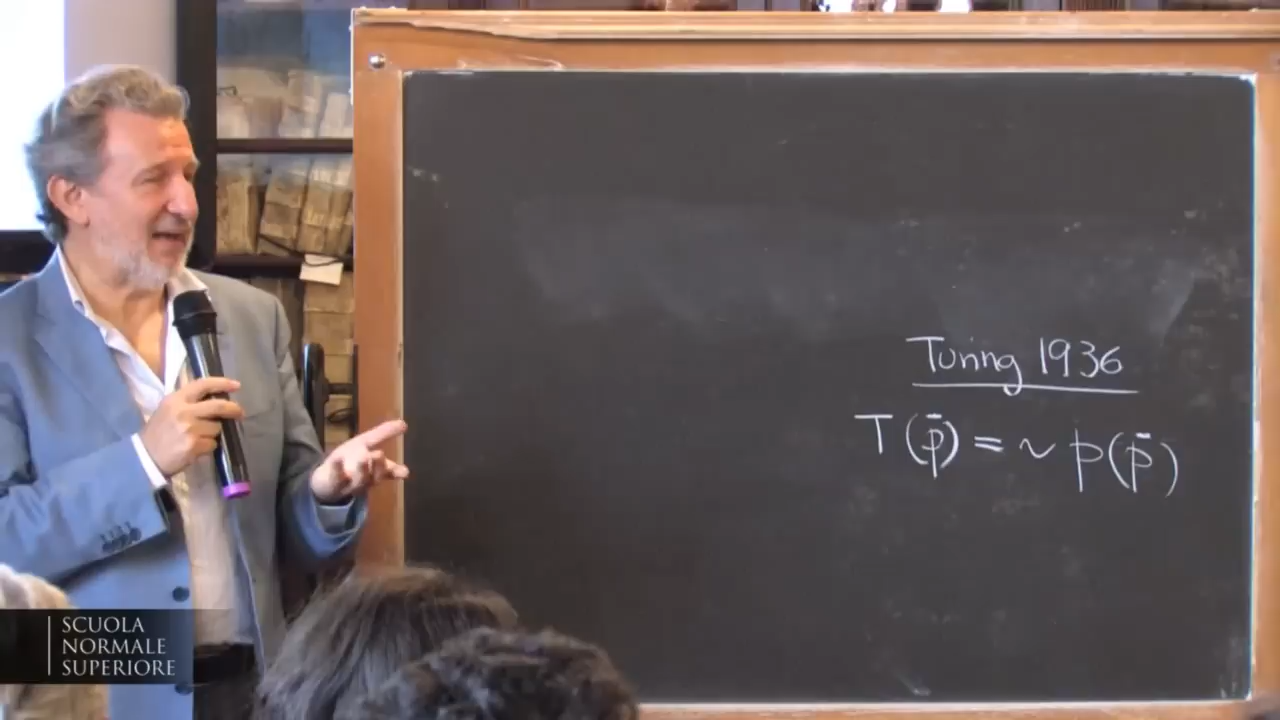 Turing 1936
T(p̄) = ~ p(p̄)
SCUOLA
NORMALE
SUPERIORE